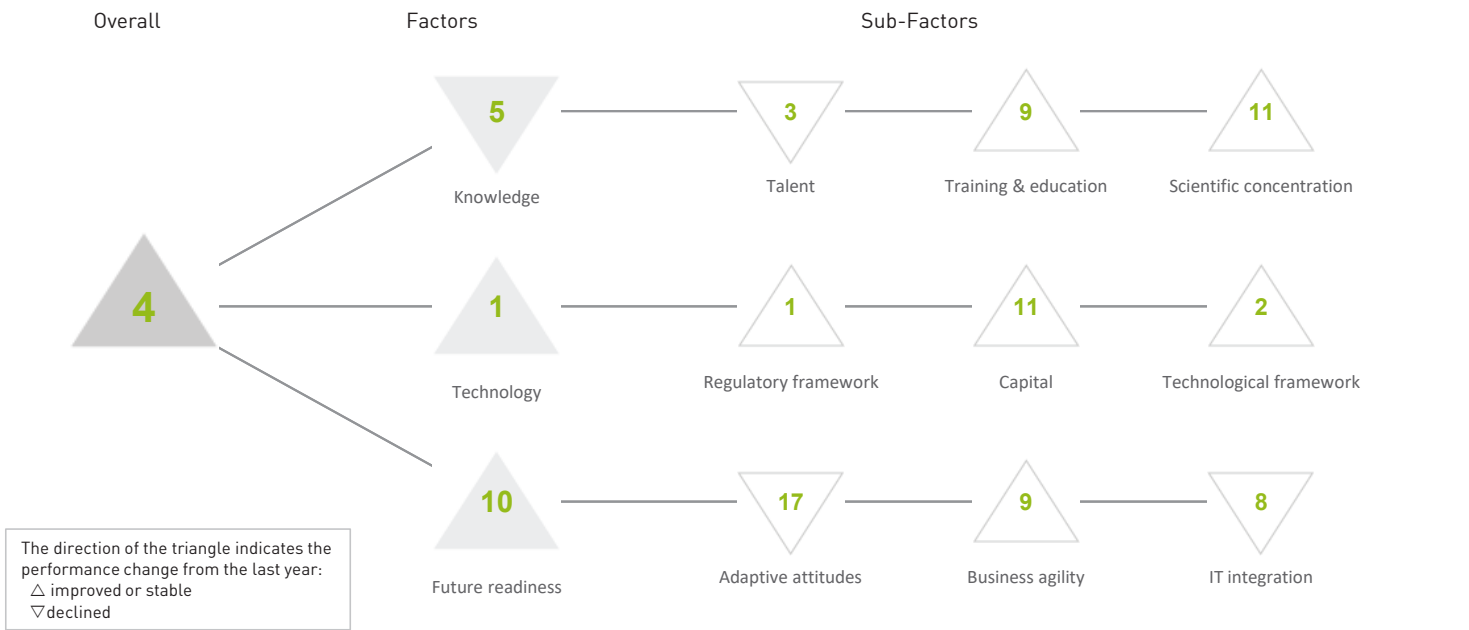 Overall
Factors
Sub-Factors
5
3
9
11
Knowledge
Talent
Training & education
Scientific concentration
4
1
1
11
2
Technology
Regulatory framework
Capital
Technological framework
10
17
9
8
Future readiness
Adaptive attitudes
Business agility
IT integration
The direction of the triangle indicates the
performance change from the last year:
△ improved or stable
▽ declined